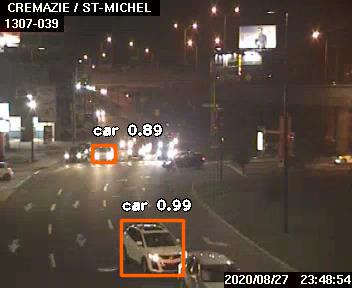 CREMAZIE / ST-MICHEL
1307-039
car 0.89
car 0.99
2020/08/27 23:48:54